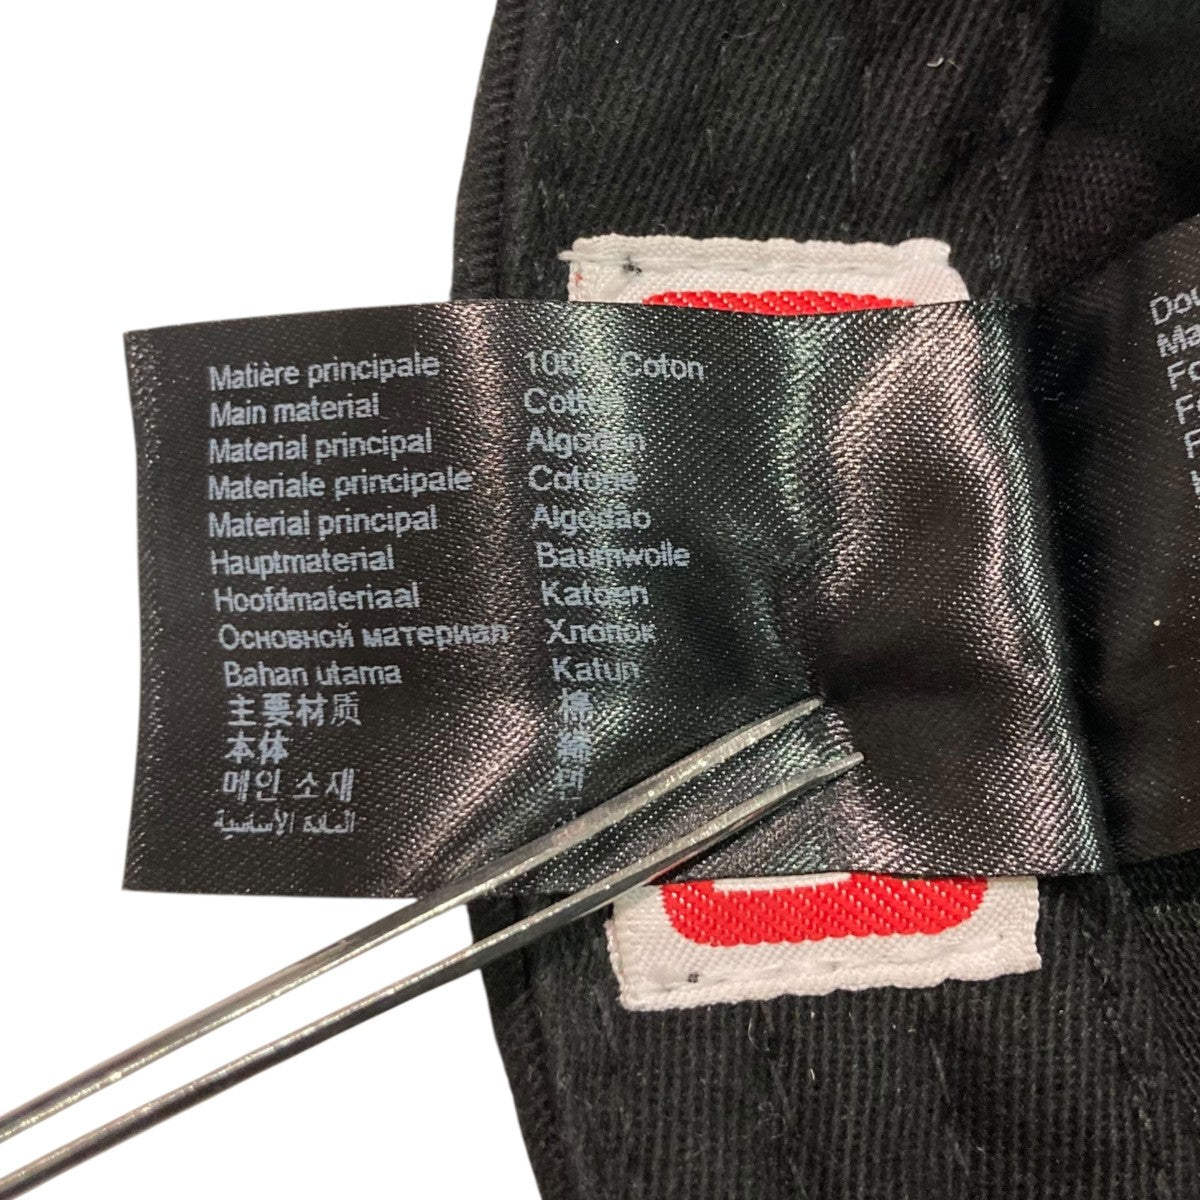 Matière principale 100% Coton
Main material Cotton
Material principal Algodón
Materiale principale Cotone
Material principal Algodão
Hauptmaterial Baumwolle
Hoofdmateriaal Katoen
Основной материал Хлопок
Bahan utama Katun
主要材质 棉
本体 綿
메인 소재 면
المادة الأساسية